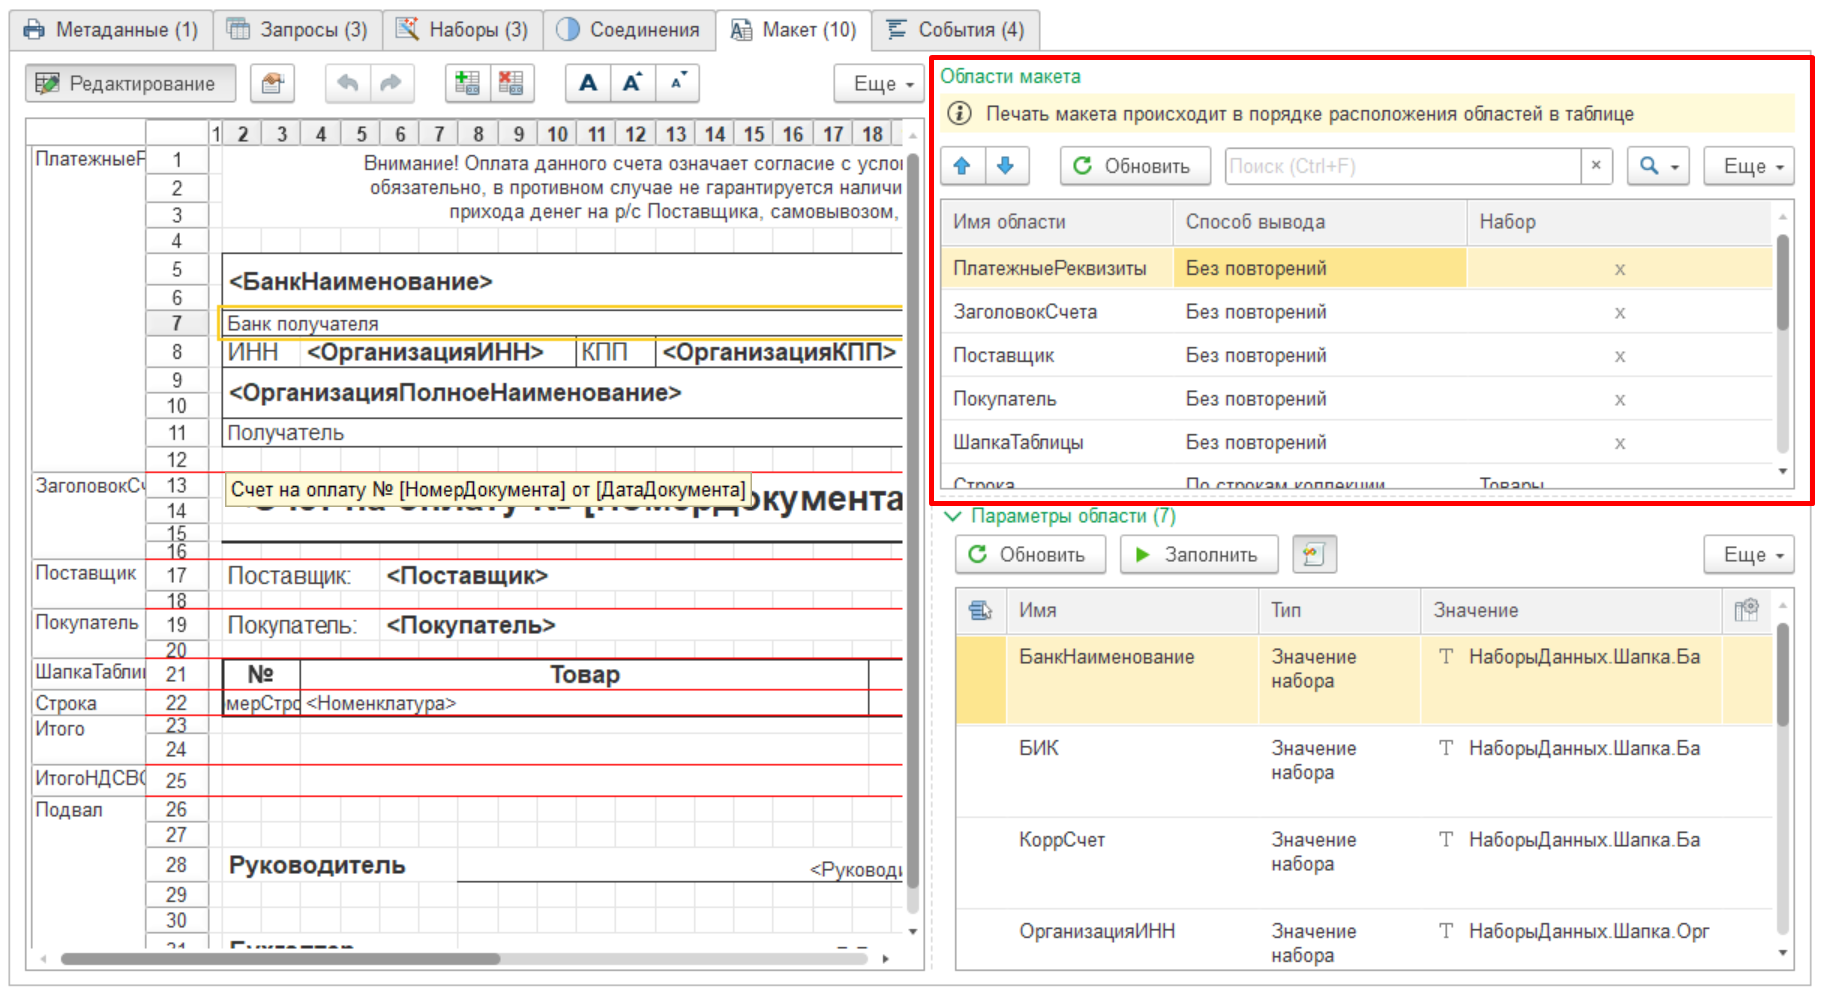 Метаданные (1)
Запросы (3)
Наборы (3)
Соединения
Макет (10)
События (4)
Редактирование
A A A
Еще
1 2 3 4 5 6 7 8 9 10 11 12 13 14 15 16 17 18
1
2
3
4
5
6
7
8
9
10
11
12
13
14
15
16
17
18
19
20
21
22
23
24
25
26
27
28
29
30
31
ПлатежныеР
Внимание! Оплата данного счета означает согласие с усло
обязательно, в противном случае не гарантируется наличи
прихода денег на р/с Поставщика, самовывозом,
<БанкНаименование>
Банк получателя
ИНН <ОрганизацияИНН> КПП <ОрганизацияКПП>
<ОрганизацияПолноеНаименование>
Получатель
ЗаголовокСч
Счет на оплату № [НомерДокумента] от [ДатаДокумента]
Поставщик
Поставщик: <Поставщик>
Покупатель
Покупатель: <Покупатель>
ШапкаТабли
№ Товар
Строка
мерСтро <Номенклатура>
Итого
ИтогоНДСВ
Подвал
Руководитель <Руковод
Бухгалтер
Области макета
Печать макета происходит в порядке расположения областей в таблице
Обновить
Поиск (Ctrl+F)
×
Еще
Имя области Способ вывода Набор
ПлатежныеРеквизиты Без повторений x
ЗаголовокСчета Без повторений x
Поставщик Без повторений x
Покупатель Без повторений x
ШапкаТаблицы Без повторений x
Строка По строкам коллекции Товары
Параметры области (7)
Обновить
Заполнить
Еще
Имя Тип Значение
БанкНаименование Значение T НаборыДанных.Шапка.Ба
набора
БИК Значение T НаборыДанных.Шапка.Ба
набора
КоррСчет Значение T НаборыДанных.Шапка.Ба
набора
ОрганизацияИНН Значение T НаборыДанных.Шапка.Орг
набора